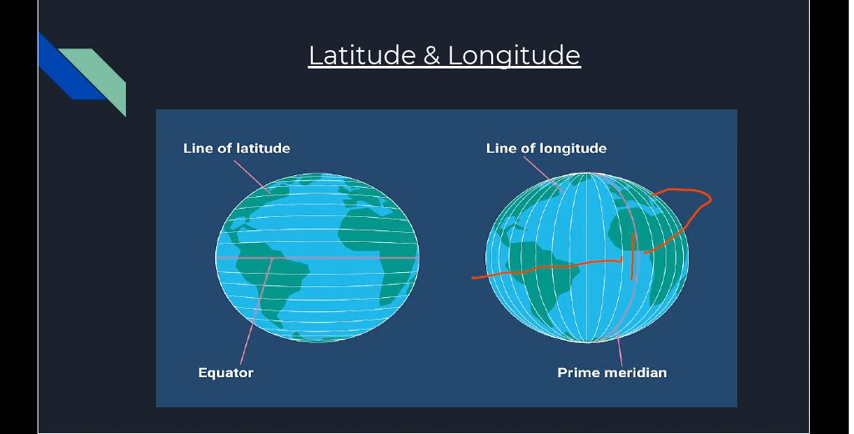 Latitude & Longitude
Line of latitude
Line of longitude
Equator
Prime meridian